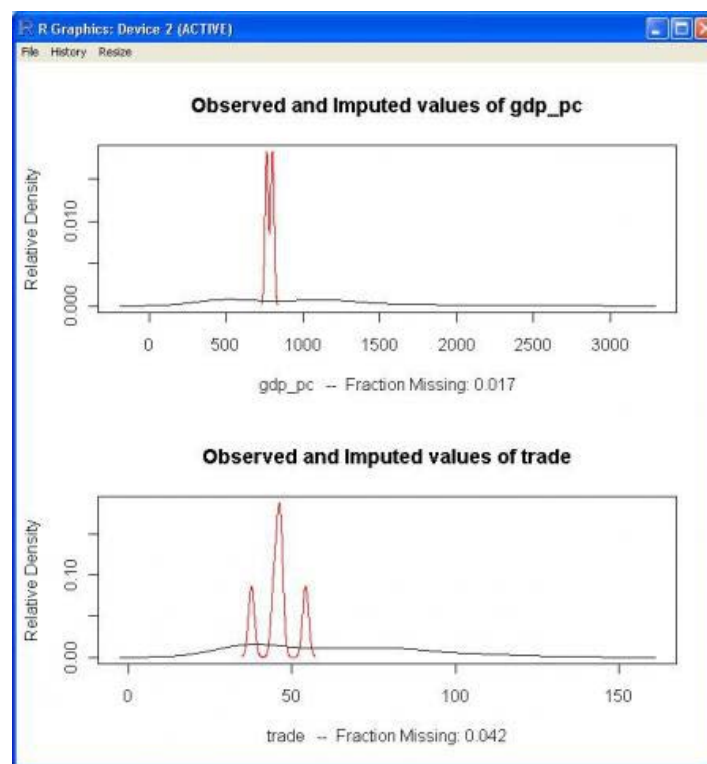 R Graphics: Device 2 (ACTIVE)
File History Resize
Observed and Imputed values of gdp_pc
Relative Density
0.000
0.010
0 500 1000 1500 2000 2500 3000
gdp_pc -- Fraction Missing: 0.017
Observed and Imputed values of trade
Relative Density
0.00
0.10
0 50 100 150
trade -- Fraction Missing: 0.042